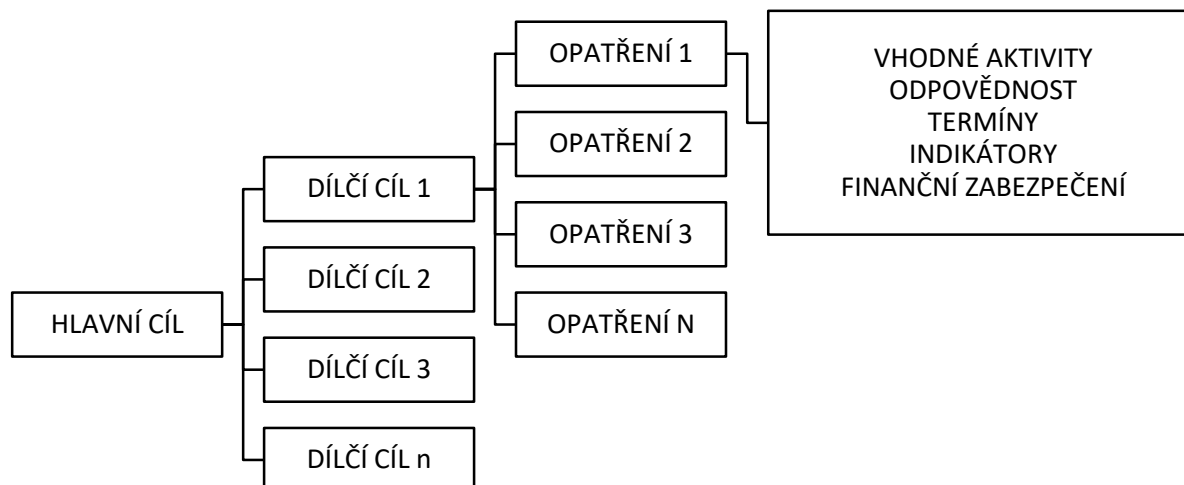 HLAVNÍ CÍL
DÍLČÍ CÍL 1
DÍLČÍ CÍL 2
DÍLČÍ CÍL 3
DÍLČÍ CÍL n
OPATŘENÍ 1
OPATŘENÍ 2
OPATŘENÍ 3
OPATŘENÍ N
VHODNÉ AKTIVITY
ODPOVĚDNOST
TERMÍNY
INDIKÁTORY
FINANČNÍ ZABEZPEČENÍ